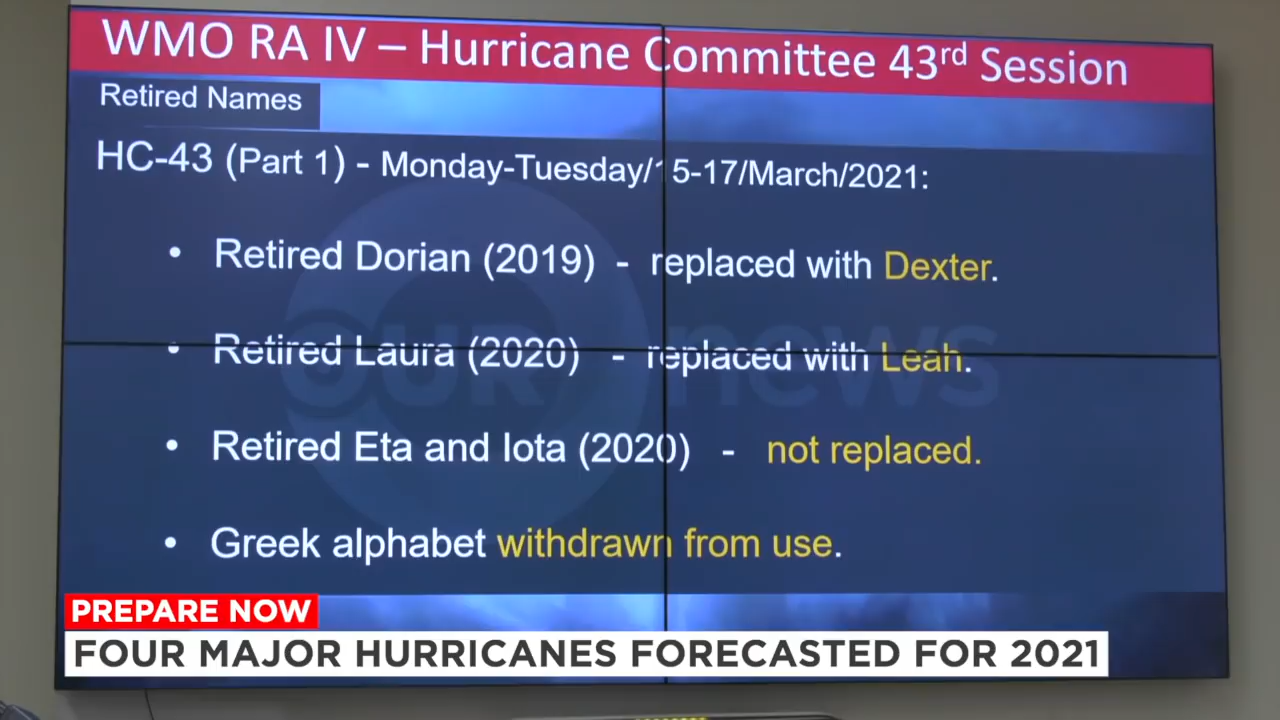 WMO RA IV – Hurricane Committee 43rd Session
Retired Names
HC-43 (Part 1) - Monday-Tuesday/15-17/March/2021:
• Retired Dorian (2019) - replaced with Dexter.
• Retired Laura (2020) - replaced with Leah.
OUR news
• Retired Eta and Iota (2020) - not replaced.
• Greek alphabet withdrawn from use.
PREPARE NOW
FOUR MAJOR HURRICANES FORECASTED FOR 2021